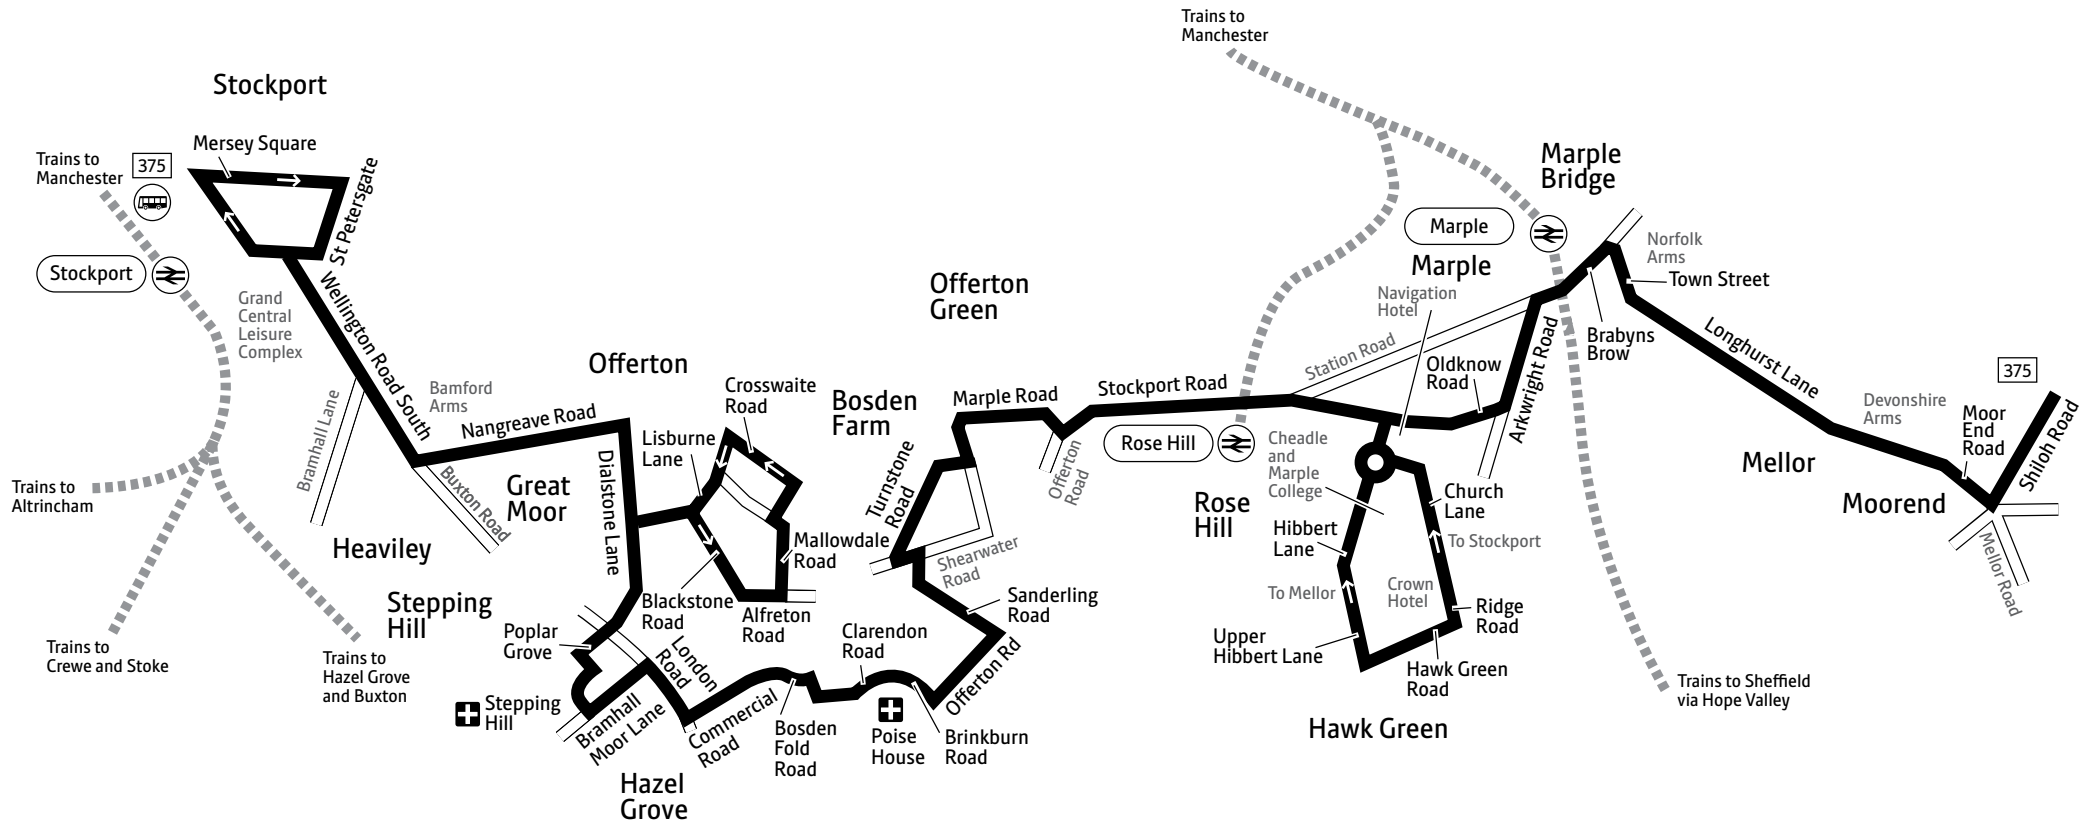 Trains to
Manchester
Stockport
Mersey Square
Trains to
Manchester
375
St Petersgate
Stockport
Grand
Central
Leisure
Complex
Wellington Road South
Bramhall Lane
Bamford
Arms
Nangreave Road
Buxton Road
Heaviley
Great
Moor
Trains to
Altrincham
Trains to
Crewe and Stoke
Trains to
Hazel Grove
and Buxton
Stepping
Hill
Offerton
Dialstone Lane
Lisburne
Lane
Crosswaite
Road
Mallowdale
Road
Blackstone
Road
Alfreton
Road
Poplar
Grove
London
Road
Stepping
Hill
Bramhall
Moor Lane
Commercial
Road
Hazel
Grove
Bosden
Fold
Road
Clarendon
Road
Poise
House
Brinkburn
Road
Offerton Rd
Sanderling
Road
Shearwater
Road
Turnstone
Road
Bosden
Farm
Offerton
Green
Marple Road
Offerton
Road
Stockport Road
Rose Hill
Rose
Hill
Cheadle
and
Marple
College
Station Road
Navigation
Hotel
Marple
Marple
Marple
Bridge
Oldknow
Road
Arkwright Road
Brabyns
Brow
Norfolk
Arms
Town Street
Longhurst Lane
Church
Lane
Hibbert
Lane
To Stockport
To Mellor
Crown
Hotel
Ridge
Road
Upper
Hibbert Lane
Hawk Green
Road
Hawk Green
Trains to Sheffield
via Hope Valley
Mellor
Devonshire
Arms
Moorend
Moor
End
Road
375
Shiloh Road
Mellor Road